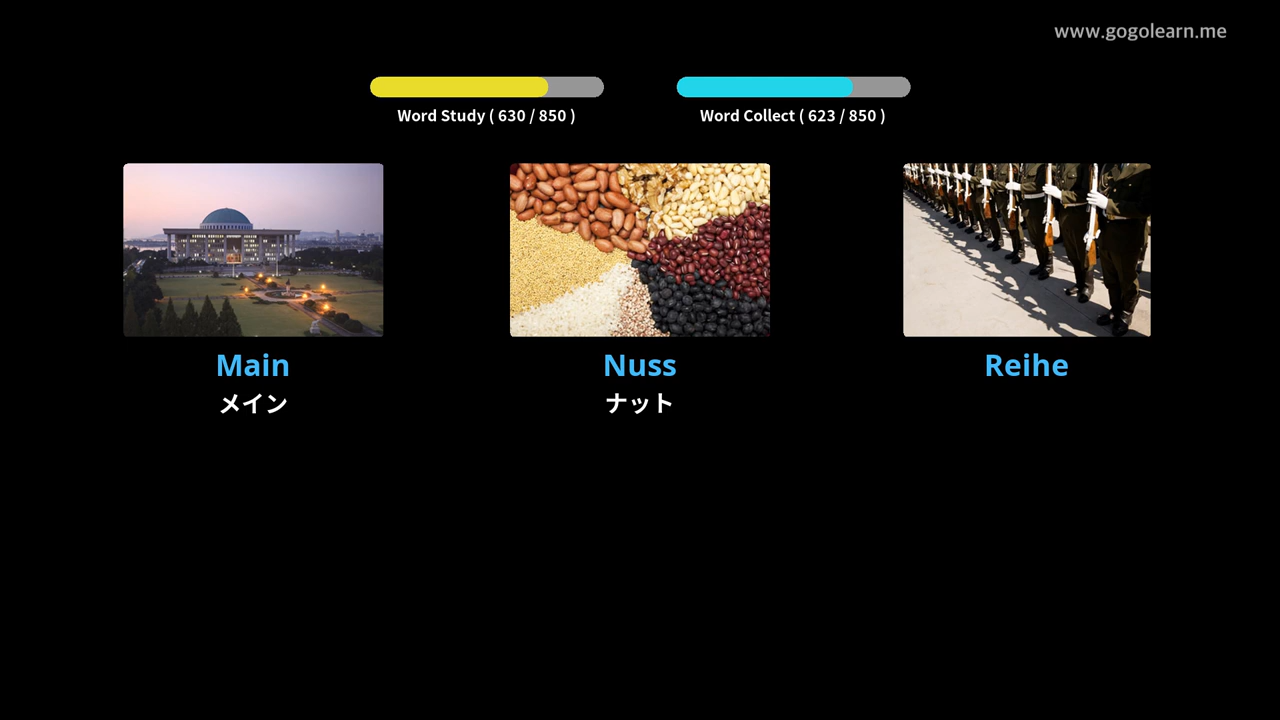 www.gogolearn.me
Word Study ( 630 / 850 )
Word Collect ( 623 / 850 )
Main
Nuss
Reihe
メイン
ナット